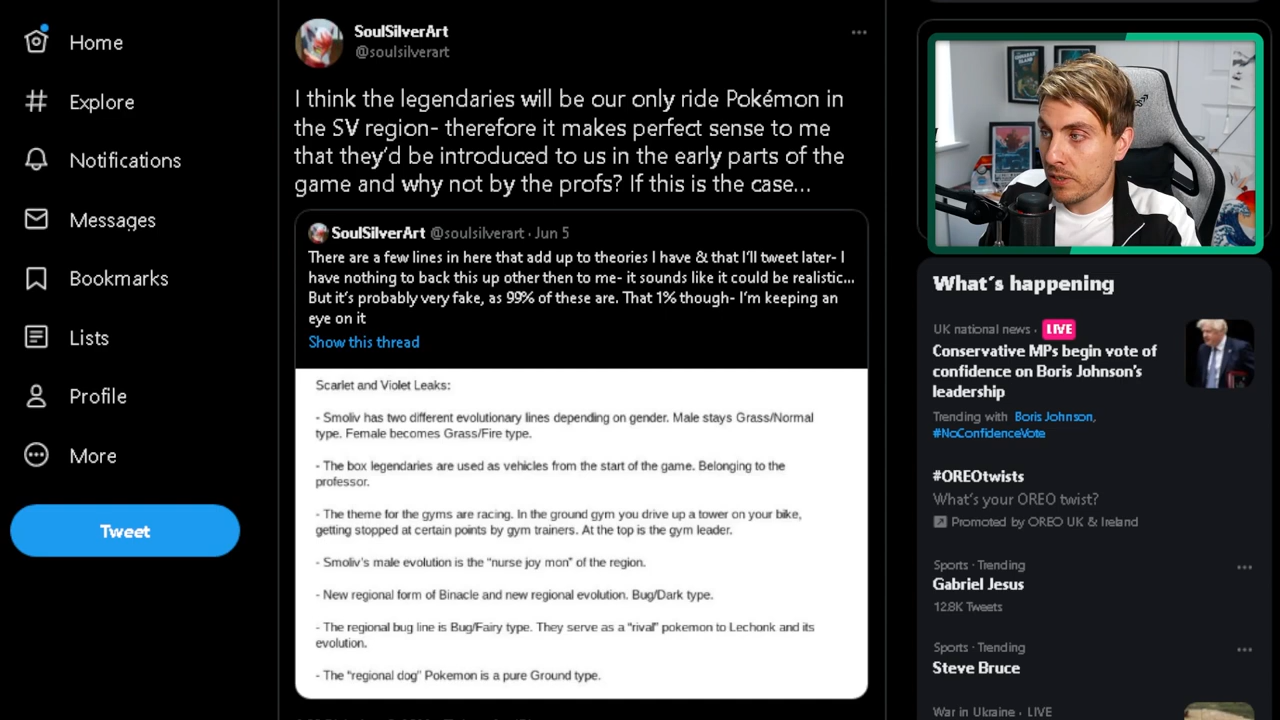 Home
Explore
Notifications
Messages
Bookmarks
Lists
Profile
More
Tweet
SoulSilverArt
@soulsilverart
I think the legendaries will be our only ride Pokémon in
the SV region- therefore it makes perfect sense to me
that they'd be introduced to us in the early parts of the
game and why not by the profs? If this is the case...
SoulSilverArt @soulsilverart · Jun 5
There are a few lines in here that add up to theories I have & that I'll tweet later- I
have nothing to back this up other then to me- it sounds like it could be realistic...
But it's probably very fake, as 99% of these are. That 1% though- I'm keeping an
eye on it
Show this thread
Scarlet and Violet Leaks:
- Smoliv has two different evolutionary lines depending on gender. Male stays Grass/Normal
type. Female becomes Grass/Fire type.
- The box legendaries are used as vehicles from the start of the game. Belonging to the
professor.
- The theme for the gyms are racing. In the ground gym you drive up a tower on your bike,
getting stopped at certain points by gym trainers. At the top is the gym leader.
- Smoliv's male evolution is the "nurse joy mon" of the region.
- New regional form of Binacle and new regional evolution. Bug/Dark type.
- The regional bug line is Bug/Fairy type. They serve as a "rival" pokemon to Lechonk and its
evolution.
- The "regional dog" Pokemon is a pure Ground type.
What's happening
UK national news · LIVE
Conservative MPs begin vote of
confidence on Boris Johnson's
leadership
Trending with Boris Johnson,
#NoConfidenceVote
#OREOtwists
What's your OREO twist?
Promoted by OREO UK & Ireland
Sports · Trending
Gabriel Jesus
12.8K Tweets
Sports · Trending
Steve Bruce
War in Ukraine · LIVE